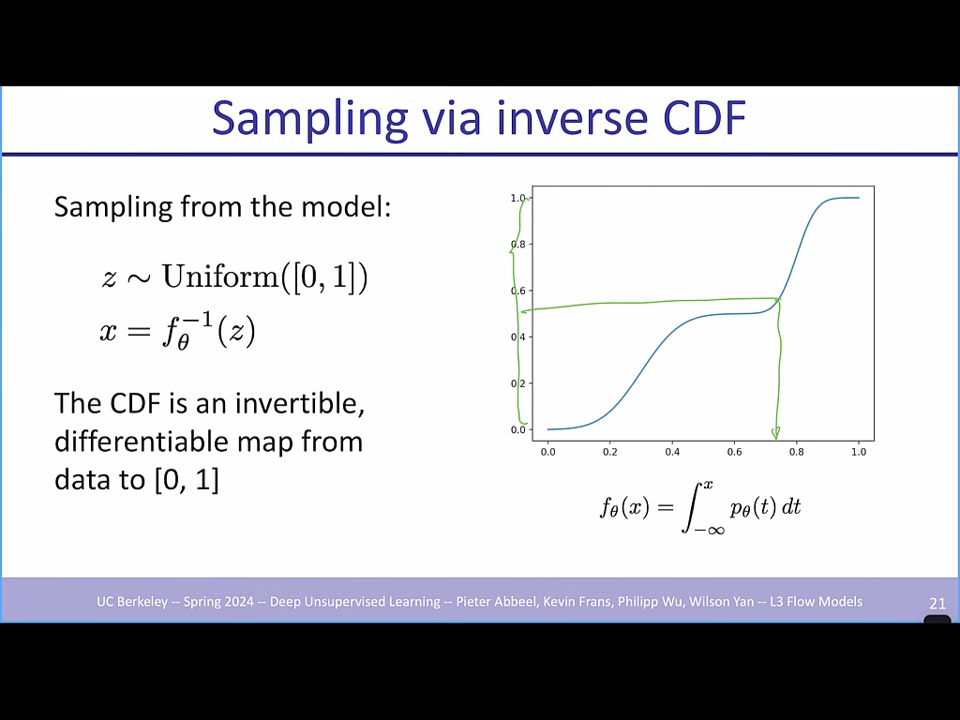 Sampling via inverse CDF
Sampling from the model:
z ∼ Uniform([0, 1])
x = f_θ^{-1}(z)
The CDF is an invertible,
differentiable map from
data to [0, 1]
1.0
0.8
0.6
0.4
0.2
0.0
0.0 0.2 0.4 0.6 0.8 1.0
f_θ(x) = ∫_{-∞}^{x} p_θ(t) dt
UC Berkeley -- Spring 2024 -- Deep Unsupervised Learning -- Pieter Abbeel, Kevin Frans, Philipp Wu, Wilson Yan -- L3 Flow Models
21